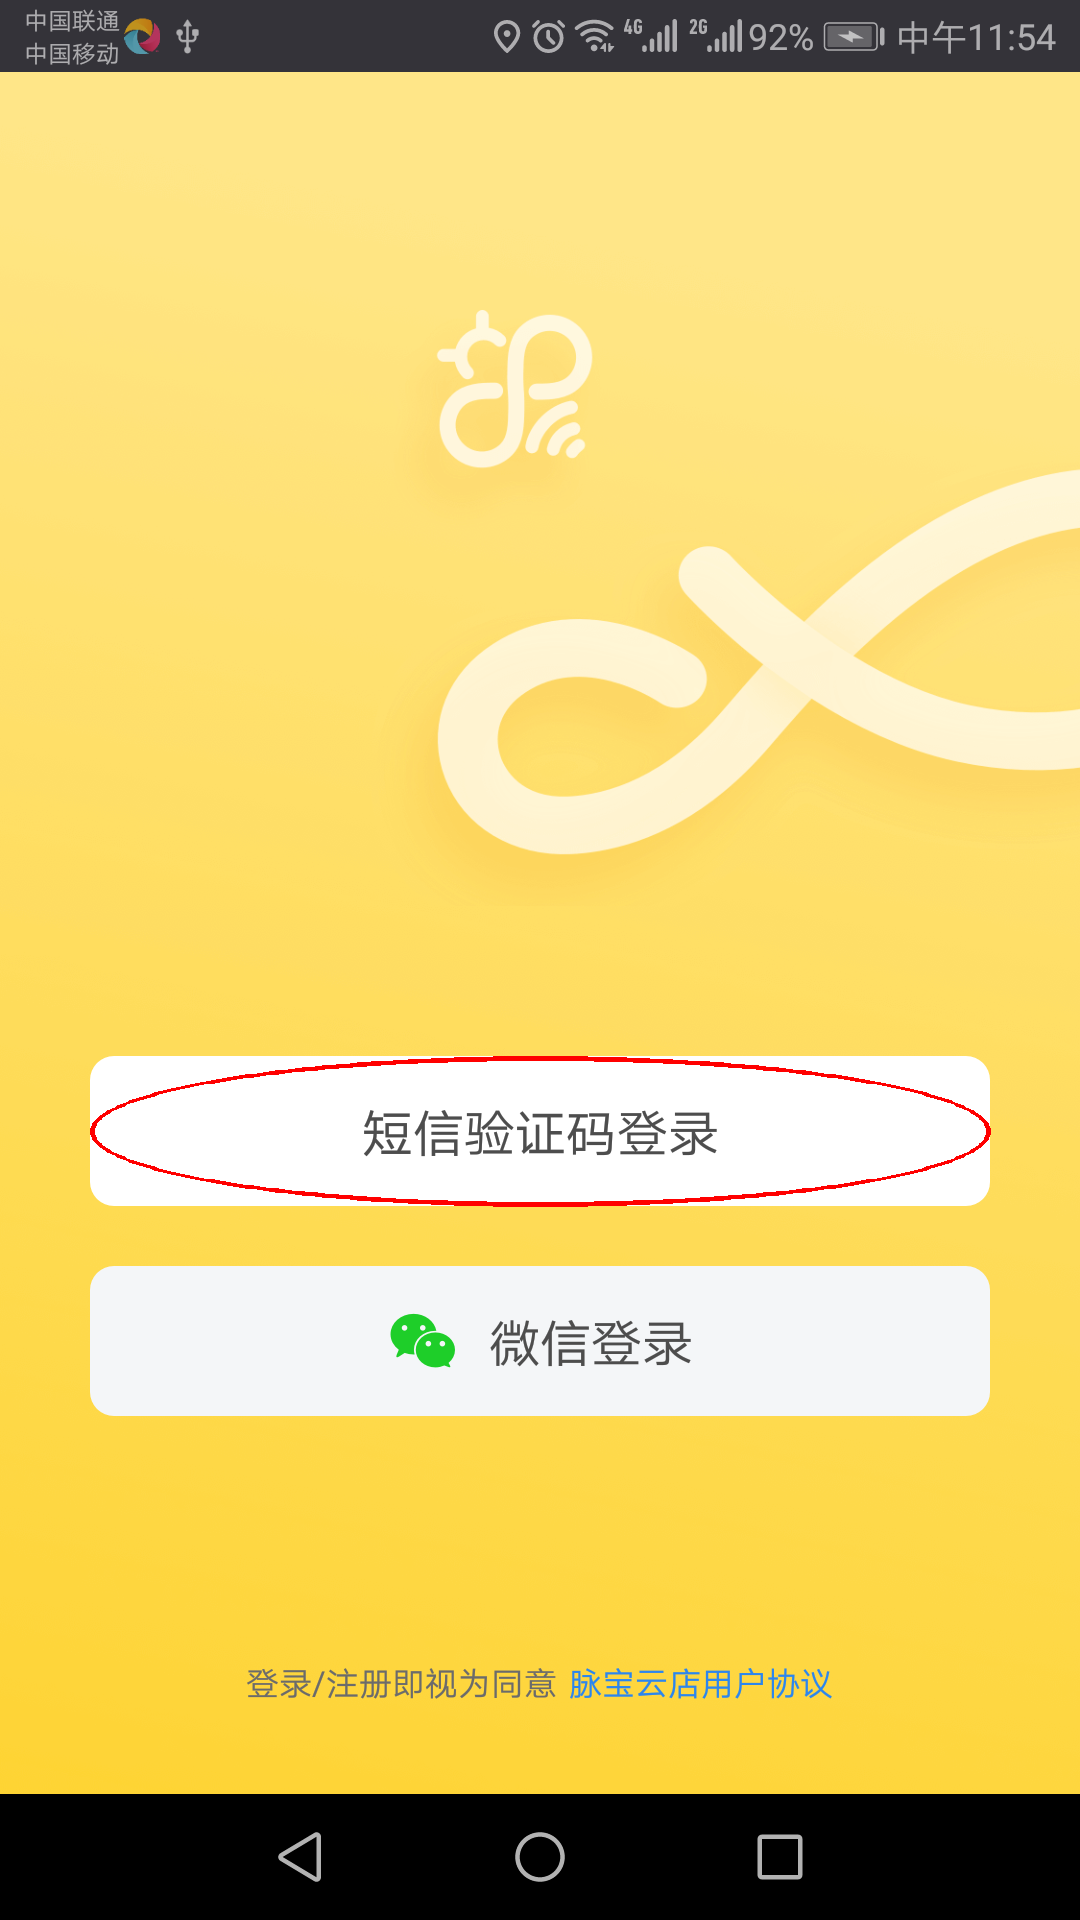 中国联通
中国移动
4G 2G 92% 中午11:54
短信验证码登录
微信登录
登录/注册即视为同意 脉宝云店用户协议